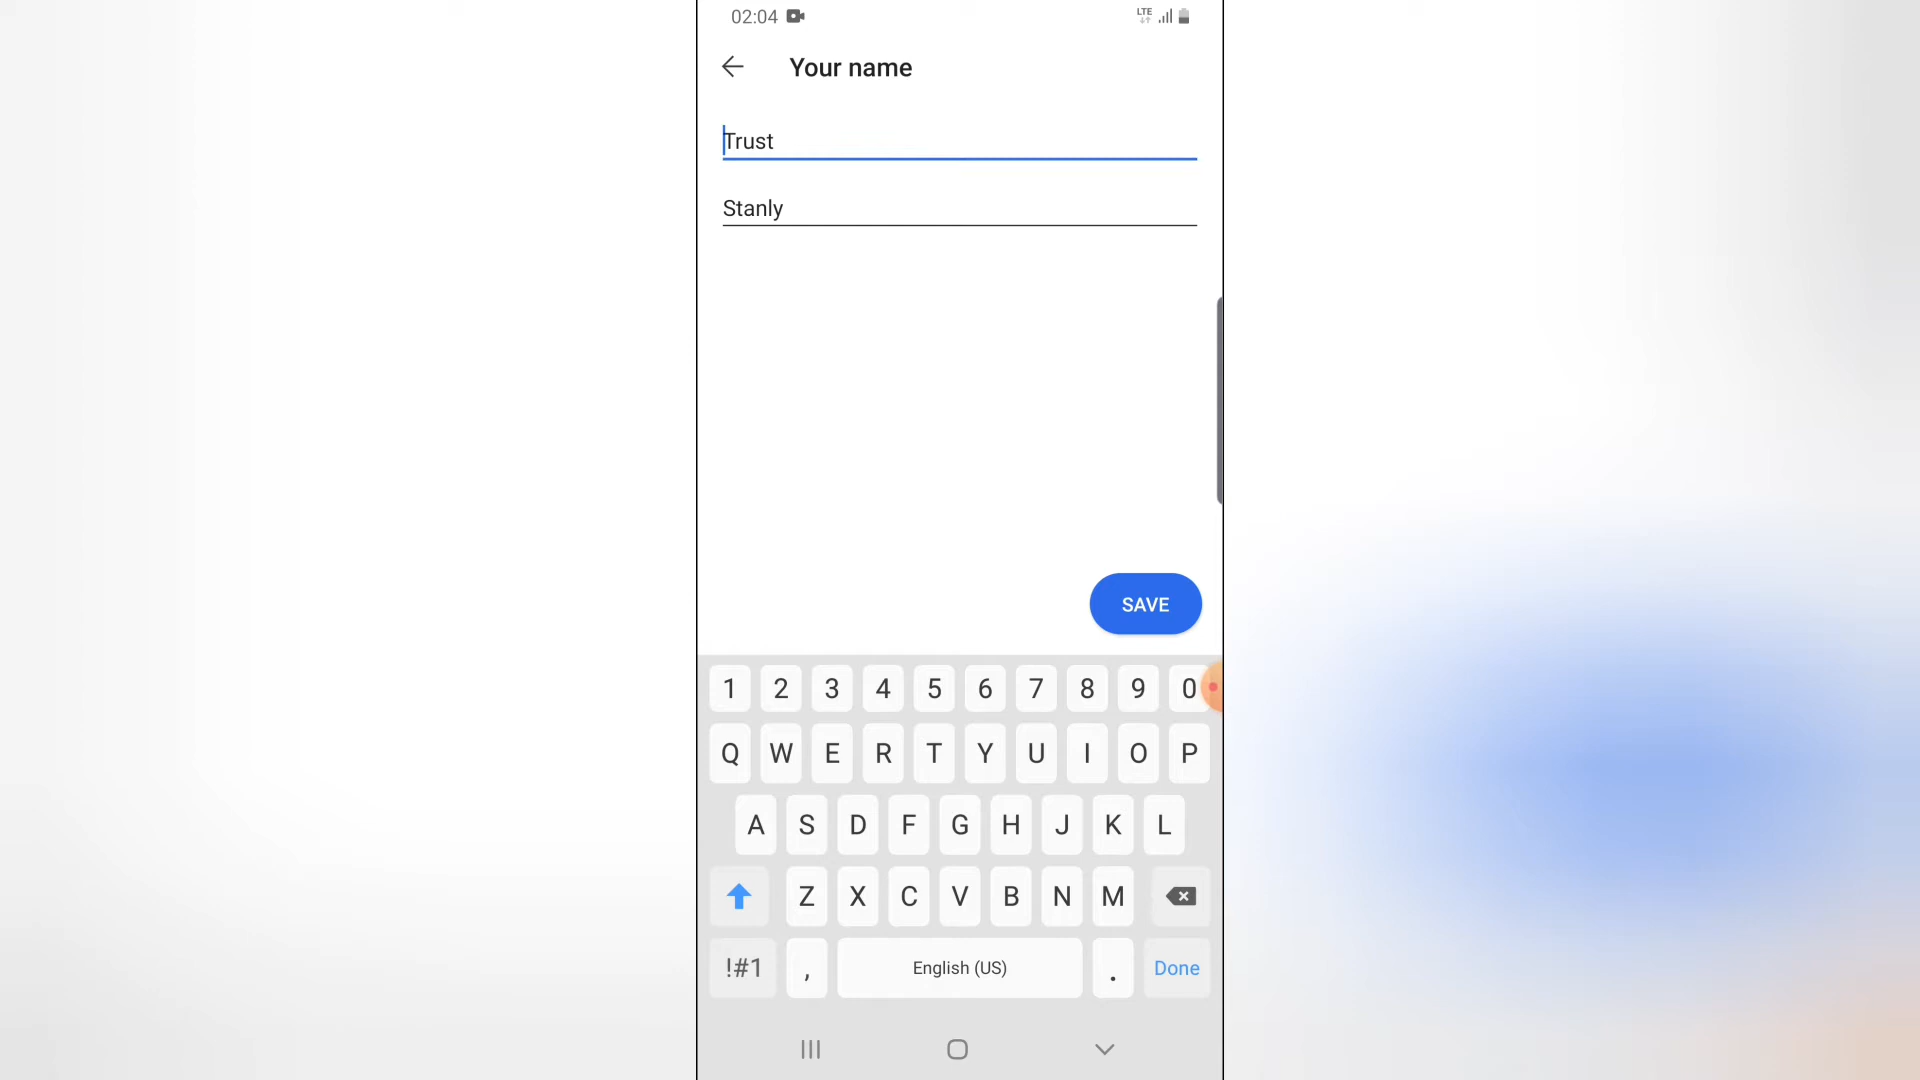 02:04
LTE
Your name
Trust
Stanly
SAVE
1 2 3 4 5 6 7 8 9 0
Q W E R T Y U I O P
A S D F G H J K L
Z X C V B N M
!#1 , English (US) . Done